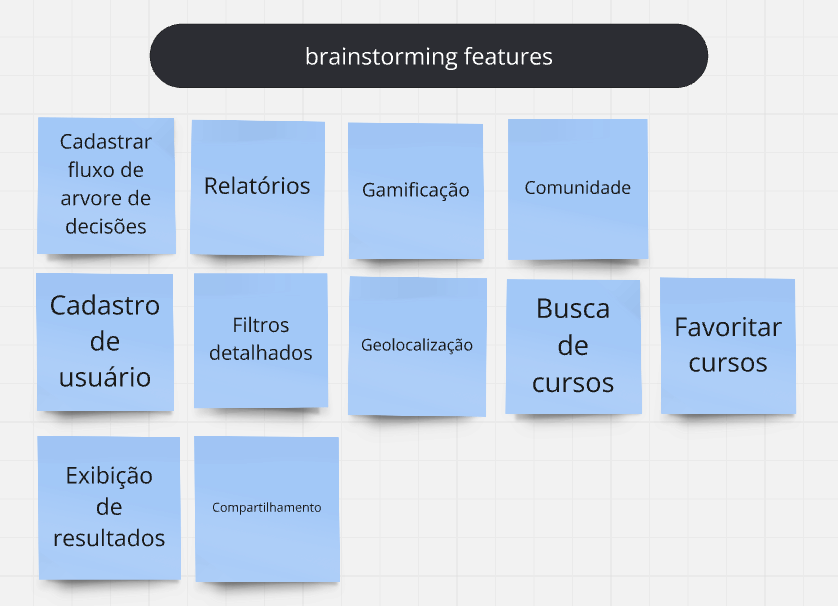 brainstorming features
Cadastrar
fluxo de
arvore de
decisões
Relatórios
Gamificação
Comunidade
Cadastro
de
usuário
Filtros
detalhados
Geolocalização
Busca
de
cursos
Favoritar
cursos
Exibição
de
resultados
Compartilhamento